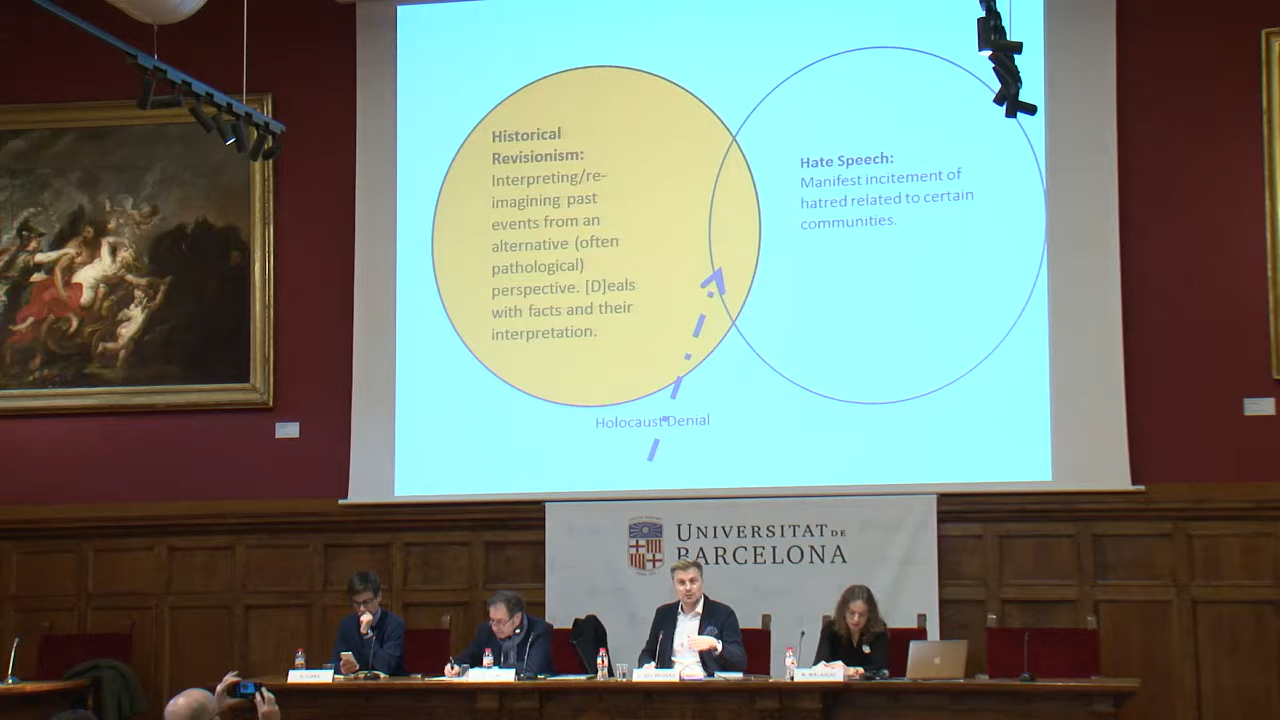 Historical
Revisionism:
Interpreting/re-
imagining past
events from an
alternative (often
pathological)
perspective. [D]eals
with facts and their
interpretation.
Hate Speech:
Manifest incitement of
hatred related to certain
communities.
Holocaust Denial
UNIVERSITAT DE
BARCELONA